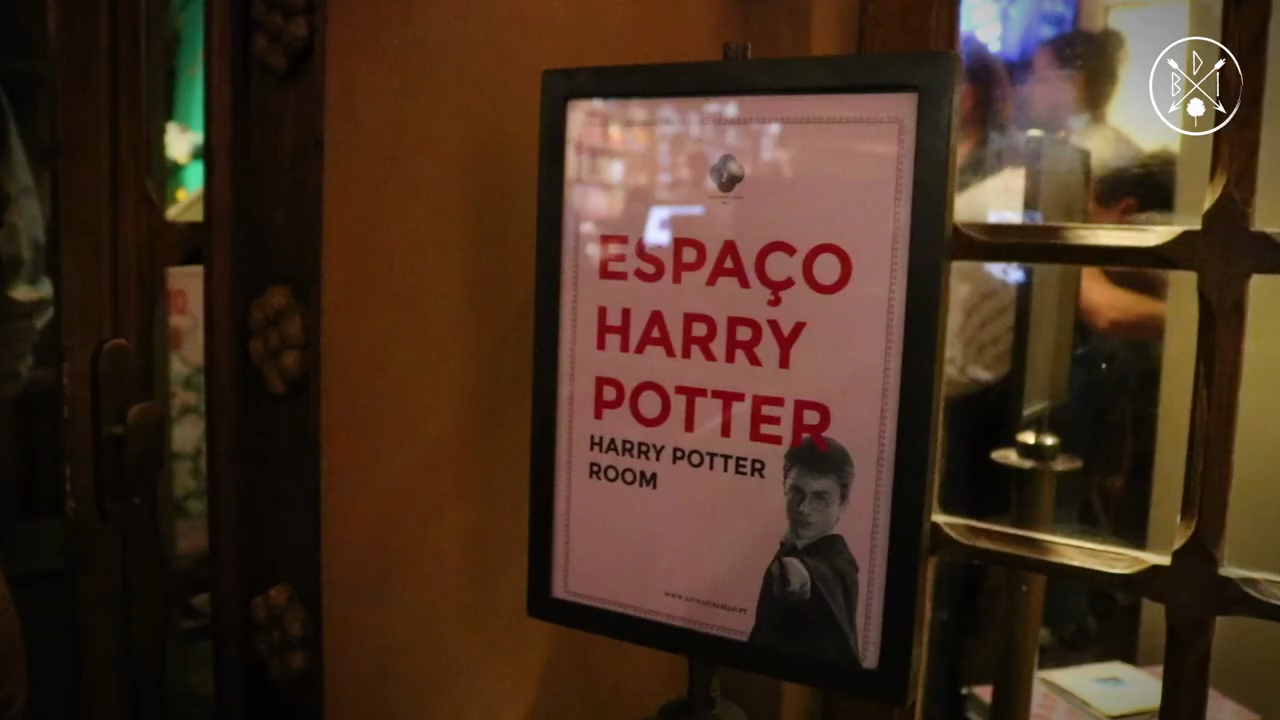 ESPAÇO
HARRY
POTTER
HARRY POTTER
ROOM
D
B I